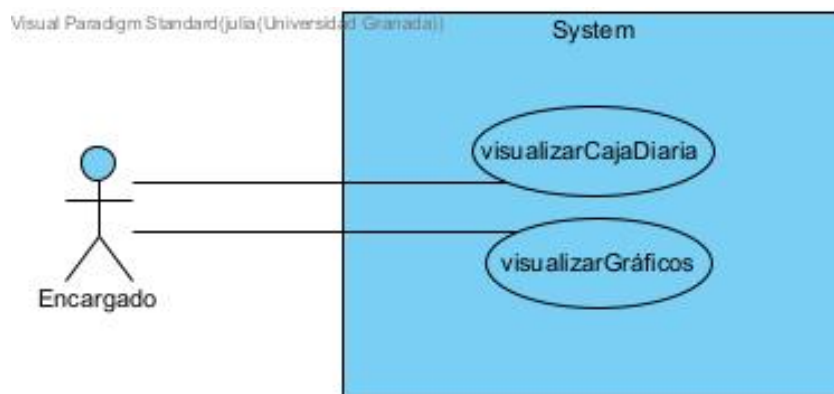 Visual Paradigm Standard(julia(Universidad Granada))
System
visualizarCajaDiaria
visualizarGráficos
Encargado